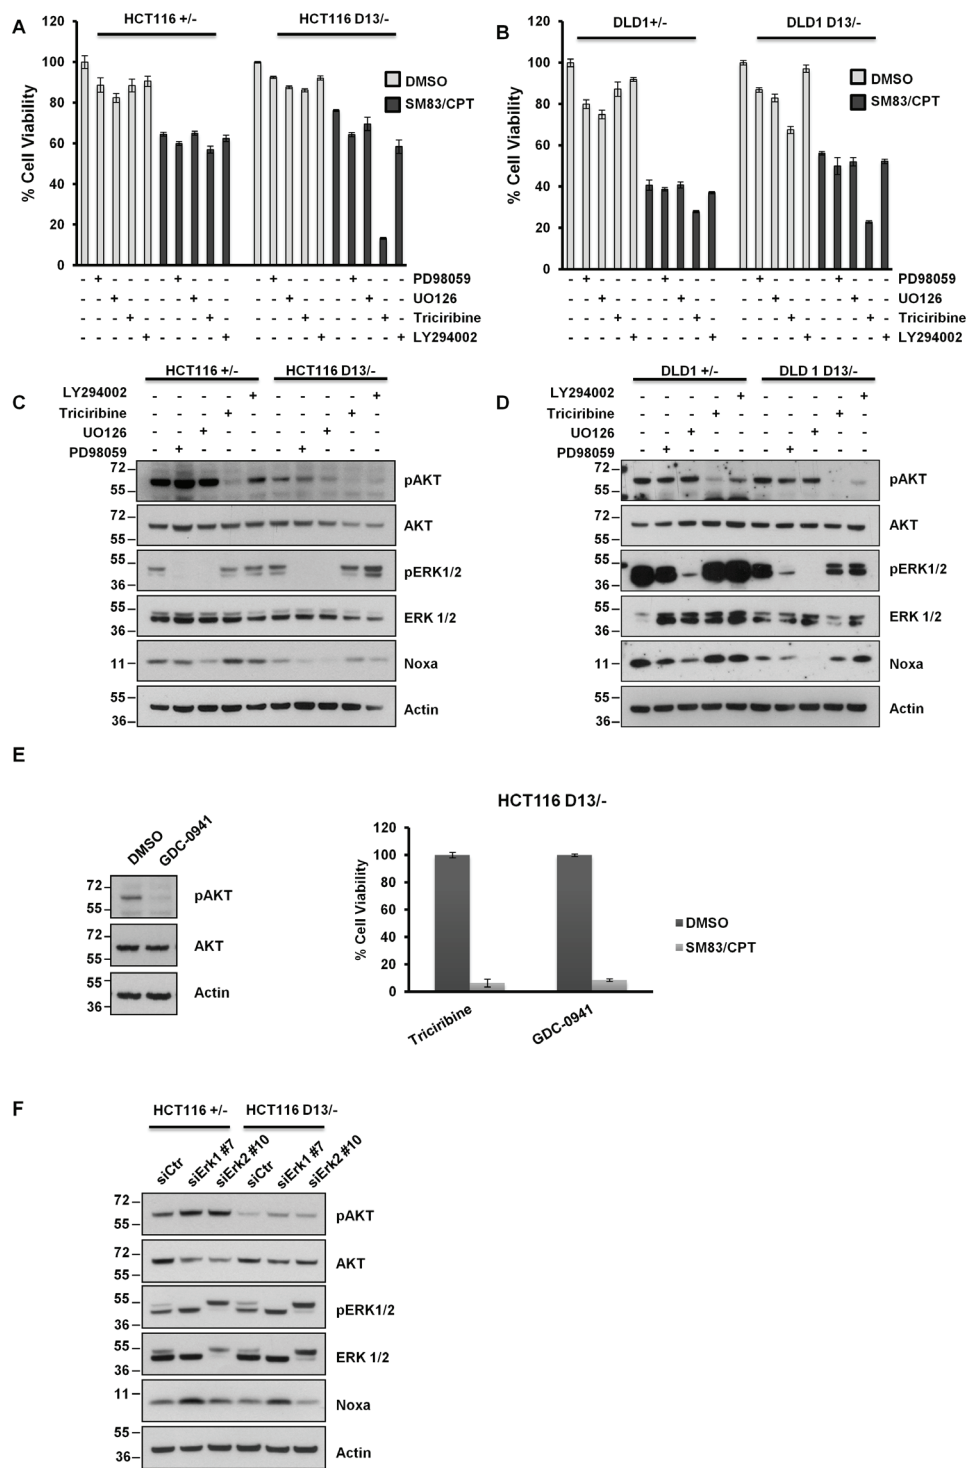 A
HCT116 +/-
HCT116 D13/-
% Cell Viability
120
100
80
60
40
20
0
DMSO
SM83/CPT
- + - - - - + - - - - + - - - - + - - -
PD98059
- - + - - - - + - - - - + - - - - + - -
UO126
- - - + - - - - + - - - - + - - - - + -
Triciribine
- - - - + - - - - + - - - - + - - - - +
LY294002
B
DLD1+/-
DLD1 D13/-
% Cell Viability
120
100
80
60
40
20
0
DMSO
SM83/CPT
- + - - - - + - - - - + - - - - + - - -
PD98059
- - + - - - - + - - - - + - - - - + - -
UO126
- - - + - - - - + - - - - + - - - - + -
Triciribine
- - - - + - - - - + - - - - + - - - - +
LY294002
C
HCT116 +/-
HCT116 D13/-
LY294002 - - - - + - - - - +
Triciribine - - - + - - - - + -
UO126 - - + - - - - + - -
PD98059 - + - - - - + - - -
72
55
pAKT
72
55
AKT
55
36
pERK1/2
55
36
ERK 1/2
11
Noxa
55
36
Actin
D
DLD1 +/-
DLD 1 D13/-
LY294002 - - - - + - - - - +
Triciribine - - - + - - - - + -
UO126 - - + - - - - + - -
PD98059 - + - - - - + - - -
72
55
pAKT
72
55
AKT
55
36
pERK1/2
55
36
ERK 1/2
11
Noxa
55
36
Actin
E
DMSO
GDC-0941
72
55
pAKT
72
55
AKT
55
36
Actin
HCT116 D13/-
% Cell Viability
120
100
80
60
40
20
0
Triciribine
GDC-0941
DMSO
SM83/CPT
F
HCT116 +/-
HCT116 D13/-
siCtr
siErk1 #7
siErk2 #10
siCtr
siErk1 #7
siErk2 #10
72
55
pAKT
72
55
AKT
55
36
pERK1/2
55
36
ERK 1/2
11
Noxa
55
36
Actin